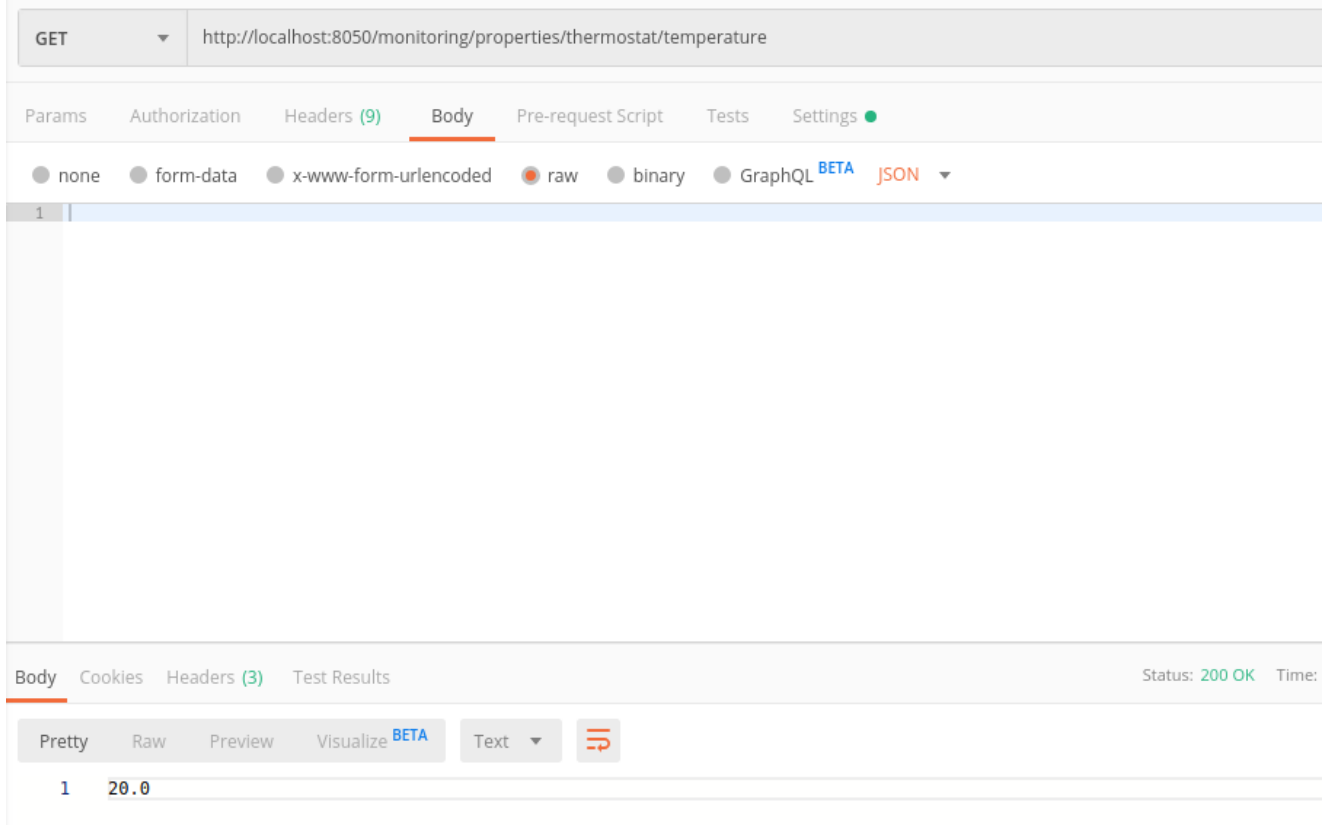 GET http://localhost:8050/monitoring/properties/thermostat/temperature
Params Authorization Headers (9) Body Pre-request Script Tests Settings
none form-data x-www-form-urlencoded raw binary GraphQL BETA JSON
1
Body Cookies Headers (3) Test Results Status: 200 OK Time:
Pretty Raw Preview Visualize BETA Text
1 20.0